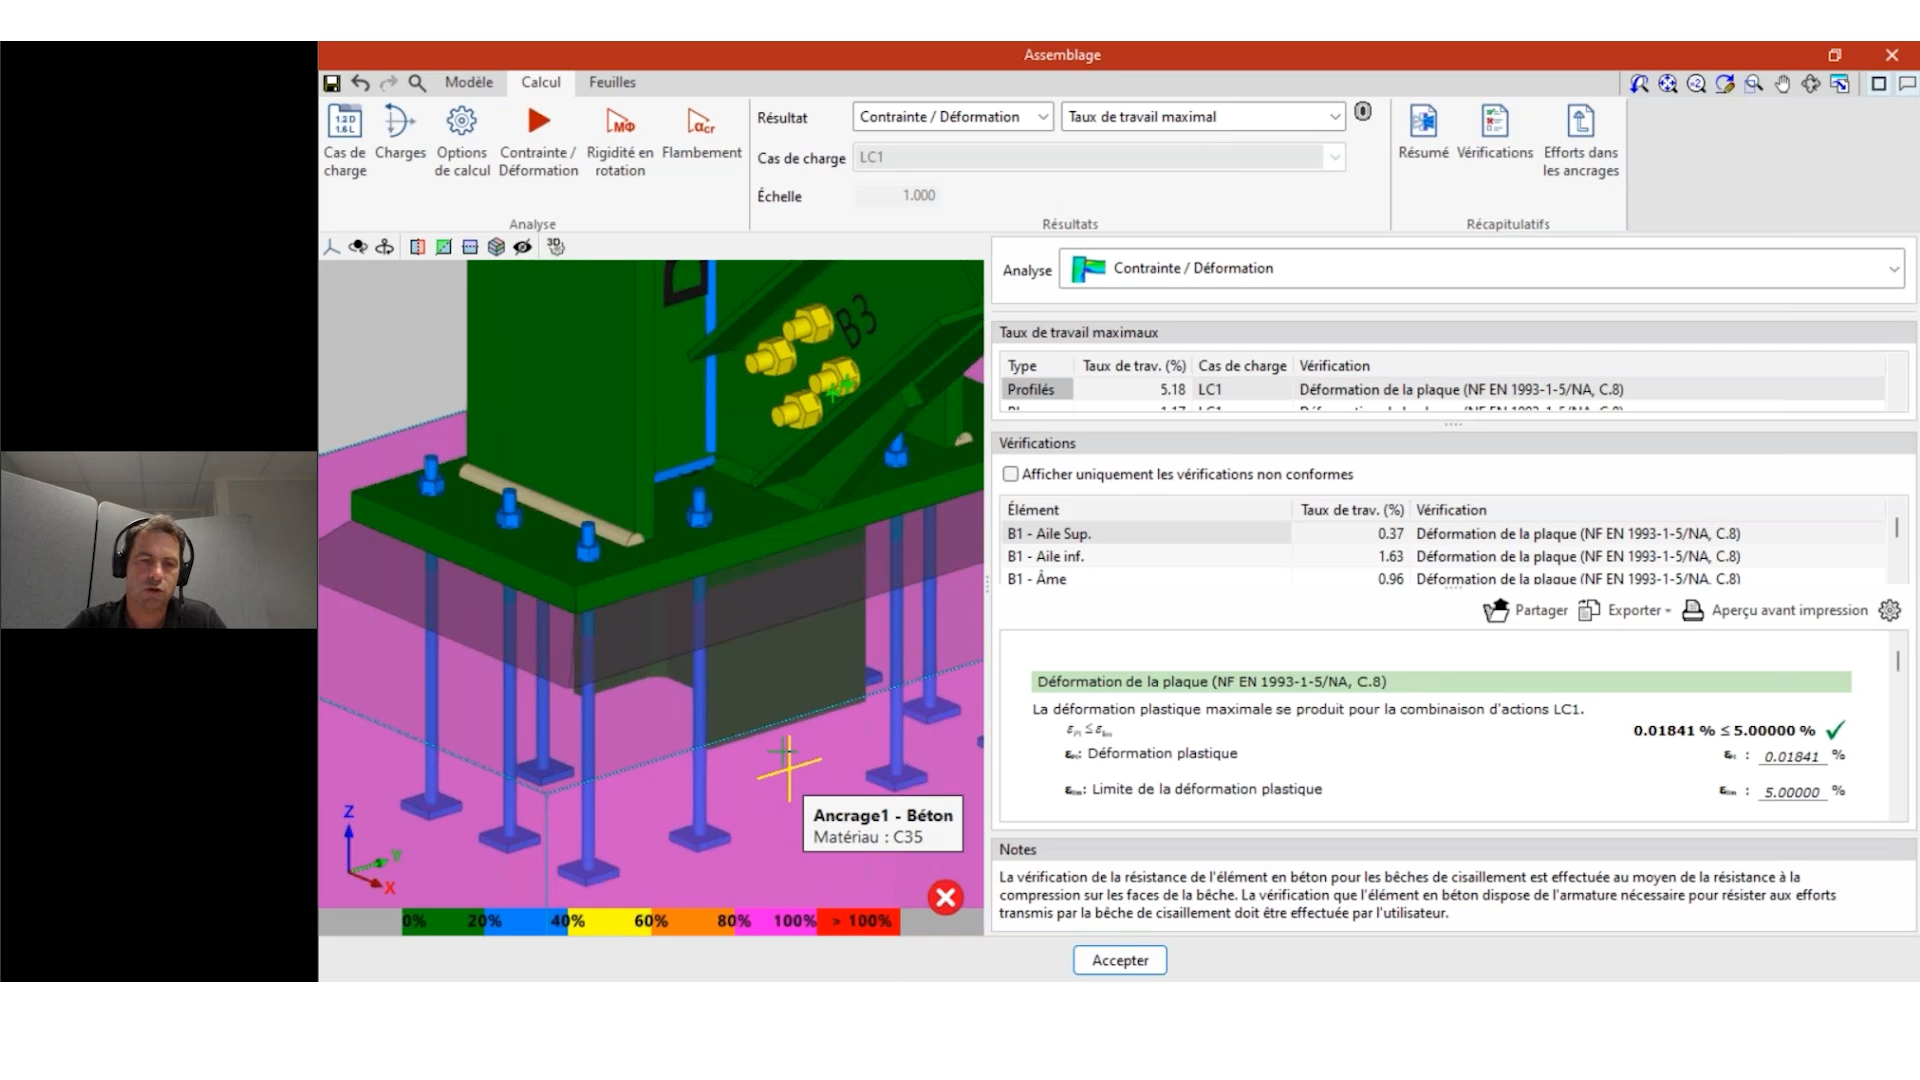 Assemblage
Modèle Calcul Feuilles
Cas de charge
Charges
Options de calcul
Contrainte / Déformation
Rigidité en rotation
Flambement
Analyse
Résultat Contrainte / Déformation Taux de travail maximal
Cas de charge LC1
Échelle 1.000
Résultats
Résumé
Vérifications
Efforts dans les ancrages
Récapitulatifs
Analyse Contrainte / Déformation
Taux de travail maximaux
Type Taux de trav. (%) Cas de charge Vérification
Profilés 5.18 LC1 Déformation de la plaque (NF EN 1993-1-5/NA, C.8)
Vérifications
Afficher uniquement les vérifications non conformes
Élément Taux de trav. (%) Vérification
B1 - Aile Sup. 0.37 Déformation de la plaque (NF EN 1993-1-5/NA, C.8)
B1 - Aile inf. 1.63 Déformation de la plaque (NF EN 1993-1-5/NA, C.8)
B1 - Âme 0.96 Déformation de la plaque (NF EN 1993-1-5/NA, C.8)
Partager Exporter Aperçu avant impression
Déformation de la plaque (NF EN 1993-1-5/NA, C.8)
La déformation plastique maximale se produit pour la combinaison d'actions LC1.
0.01841 % ≤ 5.00000 %
: Déformation plastique : 0.01841 %
: Limite de la déformation plastique : 5.00000 %
Notes
La vérification de la résistance de l'élément en béton pour les bêches de cisaillement est effectuée au moyen de la résistance à la
compression sur les faces de la bêche. La vérification que l'élément en béton dispose de l'armature nécessaire pour résister aux efforts
transmis par la bêche de cisaillement doit être effectuée par l'utilisateur.
B3
Ancrage1 - Béton
Matériau : C35
Z
Y
X
0% 20% 40% 60% 80% 100% > 100%
Accepter